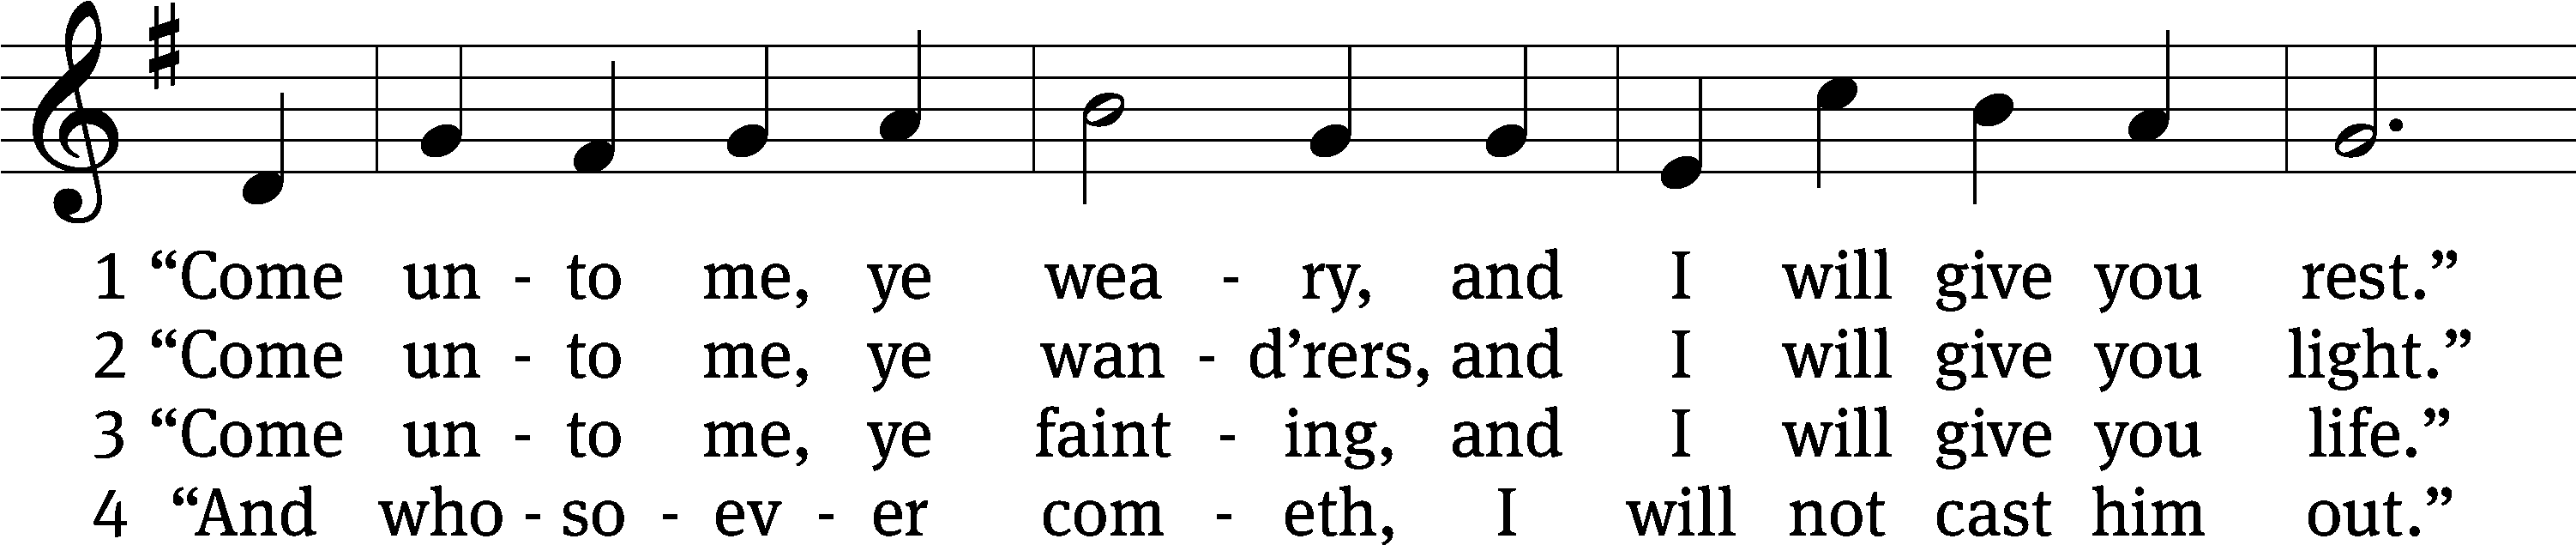 1 “Come un - to me, ye wea - ry, and I will give you rest.”
2 “Come un - to me, ye wan - d’rers, and I will give you light.”
3 “Come un - to me, ye faint - ing, and I will give you life.”
4 “And who - so - ev - er com - eth, I will not cast him out.”